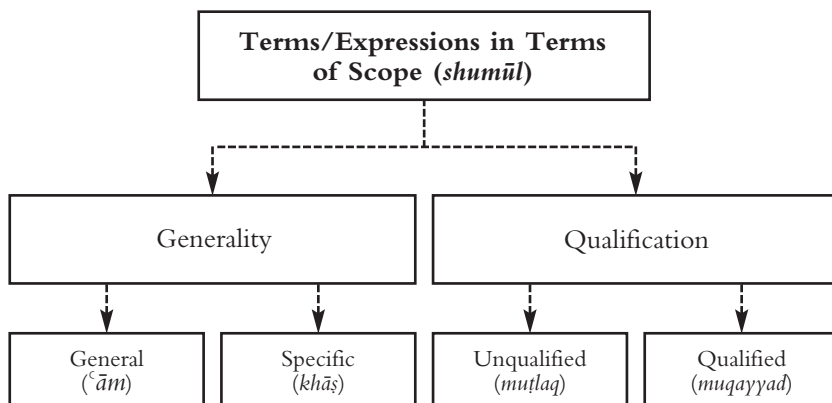 Terms/Expressions in Terms
of Scope (shumūl)
Generality
Qualification
General
(ʿām)
Specific
(khāṣ)
Unqualified
(muṭlaq)
Qualified
(muqayyad)